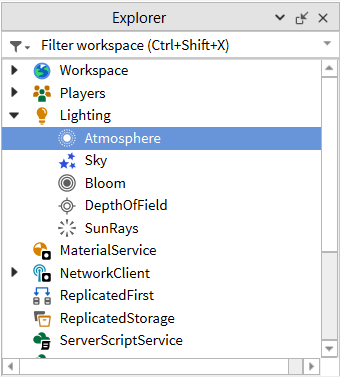 Explorer
Filter workspace (Ctrl+Shift+X)
Workspace
Players
Lighting
Atmosphere
Sky
Bloom
DepthOfField
SunRays
MaterialService
NetworkClient
ReplicatedFirst
ReplicatedStorage
ServerScriptService